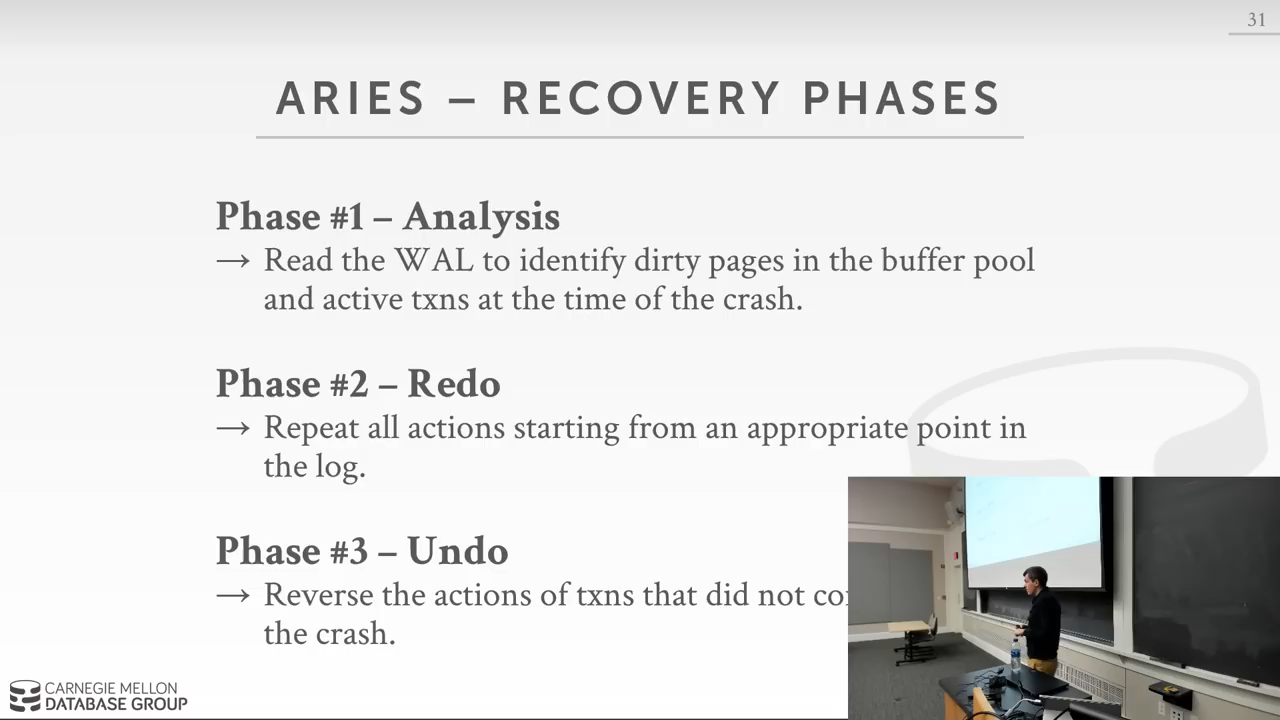 31
ARIES – RECOVERY PHASES
Phase #1 – Analysis
→ Read the WAL to identify dirty pages in the buffer pool
and active txns at the time of the crash.
Phase #2 – Redo
→ Repeat all actions starting from an appropriate point in
the log.
Phase #3 – Undo
→ Reverse the actions of txns that did not
the crash.
CARNEGIE MELLON
DATABASE GROUP